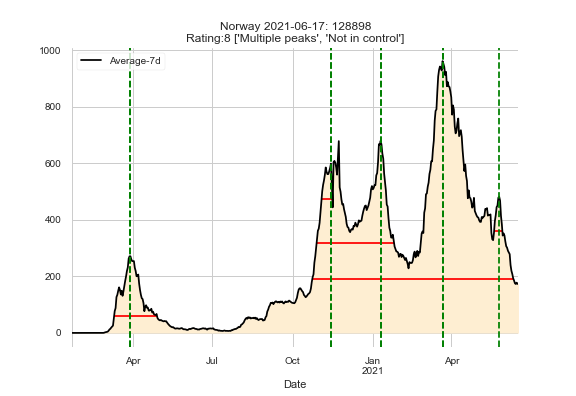 Norway 2021-06-17: 128898
Rating:8 ['Multiple peaks', 'Not in control']
Average-7d
1000
800
600
400
200
0
Apr Jul Oct Jan Apr
2021
Date